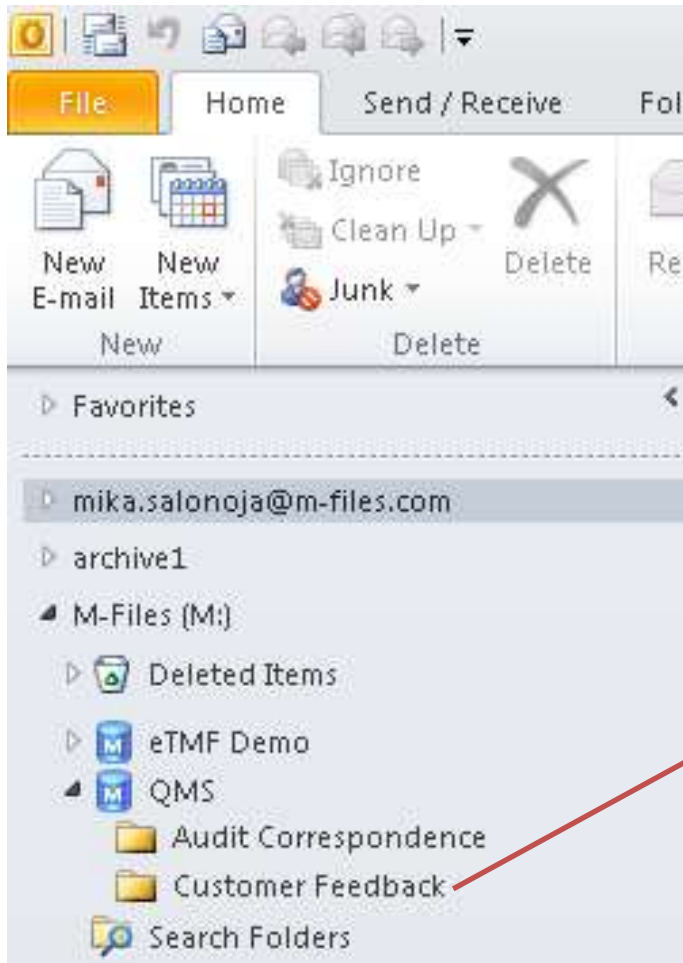 File Home Send / Receive Fol
Ignore
Clean Up
Junk
Delete
Re
New E-mail
New Items
New Delete
Favorites
mika.salonoja@m-files.com
archive1
M-Files (M:)
Deleted Items
eTMF Demo
QMS
Audit Correspondence
Customer Feedback
Search Folders